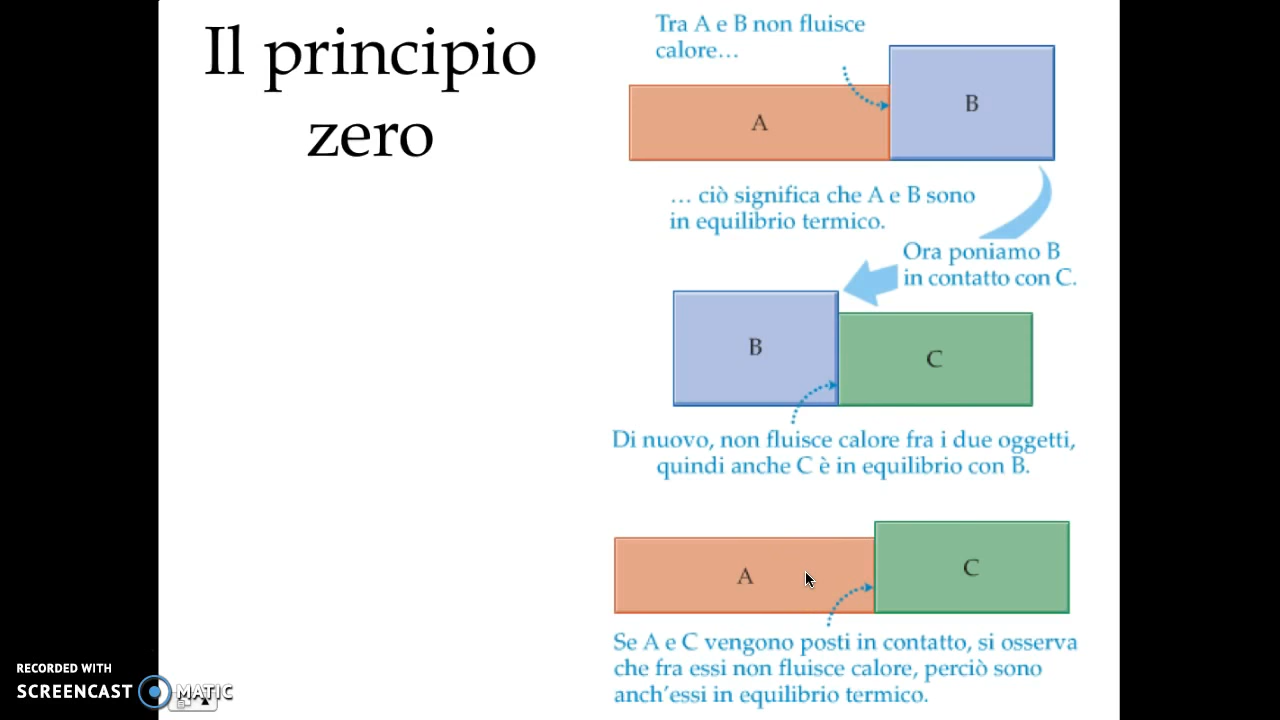 Il principio
zero
Tra A e B non fluisce
calore…
A
B
… ciò significa che A e B sono
in equilibrio termico.
Ora poniamo B
in contatto con C.
B
C
Di nuovo, non fluisce calore fra i due oggetti,
quindi anche C è in equilibrio con B.
A
C
Se A e C vengono posti in contatto, si osserva
che fra essi non fluisce calore, perciò sono
anch'essi in equilibrio termico.
RECORDED WITH
SCREENCAST MATIC